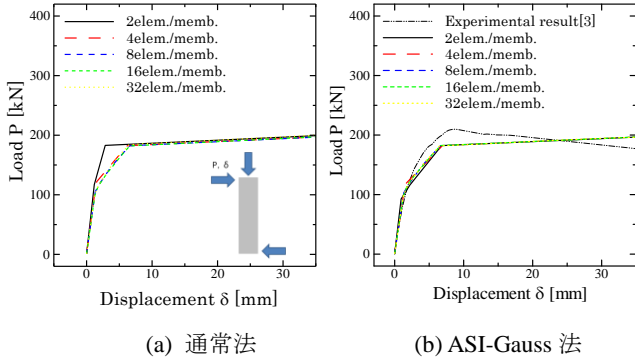 2elem./memb.
4elem./memb.
8elem./memb.
16elem./memb.
32elem./memb.
400
300
200
100
0
Load P [kN]
P, δ
0 10 20 30
Displacement δ [mm]
(a) 通常法
Experimental result[3]
2elem./memb.
4elem./memb.
8elem./memb.
16elem./memb.
32elem./memb.
400
300
200
100
0
Load P [kN]
0 10 20 30
Displacement δ [mm]
(b) ASI-Gauss 法